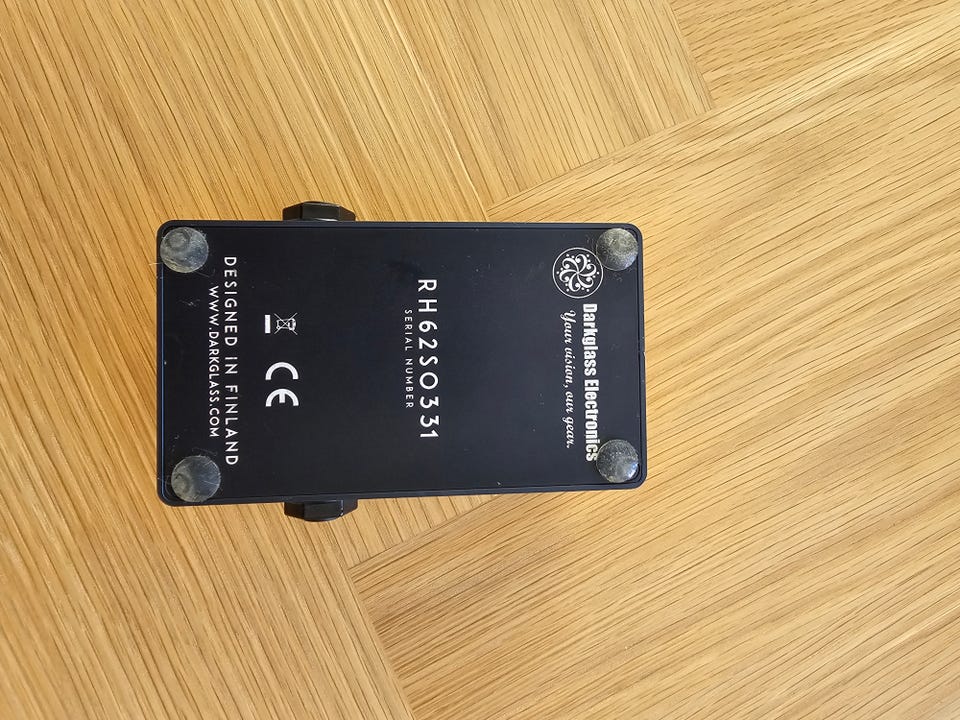 Darkglass Electronics
Your vision, our gear.
RH62SO331
SERIAL NUMBER
CE
DESIGNED IN FINLAND
WWW.DARKGLASS.COM